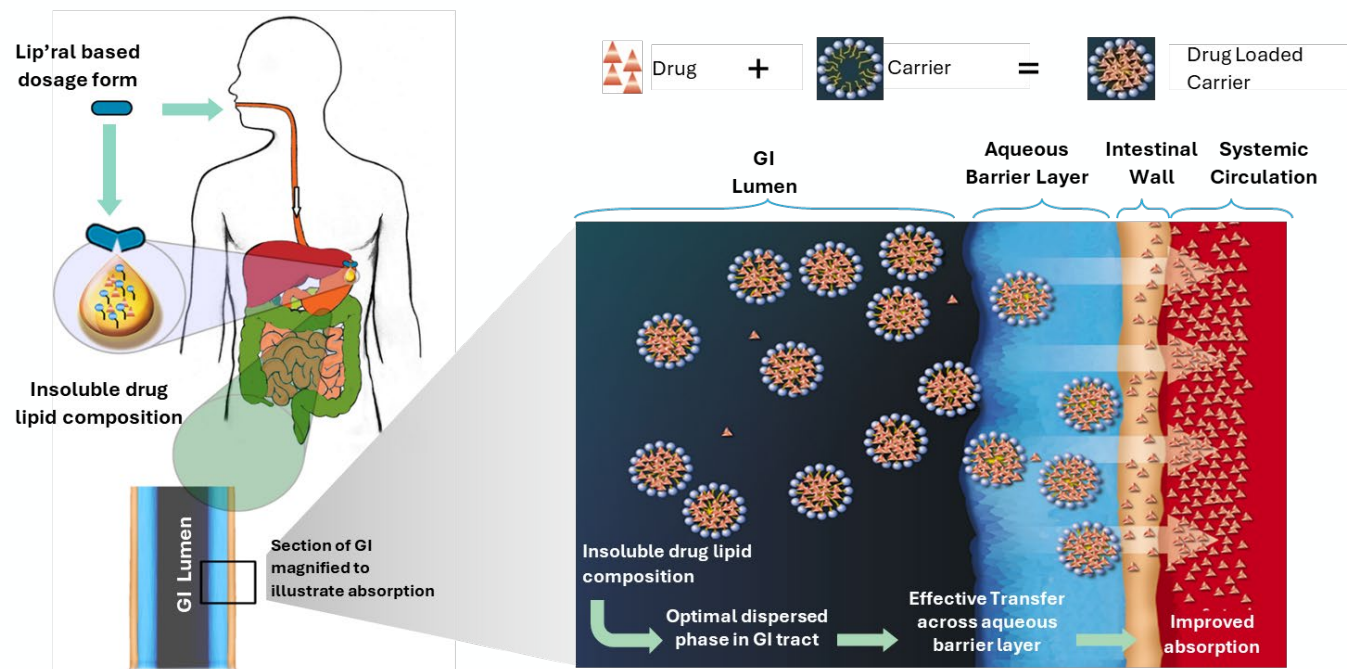 Lip’ral based
dosage form
Insoluble drug
lipid composition
GI Lumen
Section of GI
magnified to
illustrate absorption
Drug
+
Carrier
=
Drug Loaded
Carrier
GI
Lumen
Aqueous
Barrier Layer
Intestinal
Wall
Systemic
Circulation
Insoluble drug lipid
composition
Optimal dispersed
phase in GI tract
Effective Transfer
across aqueous
barrier layer
Improved
absorption